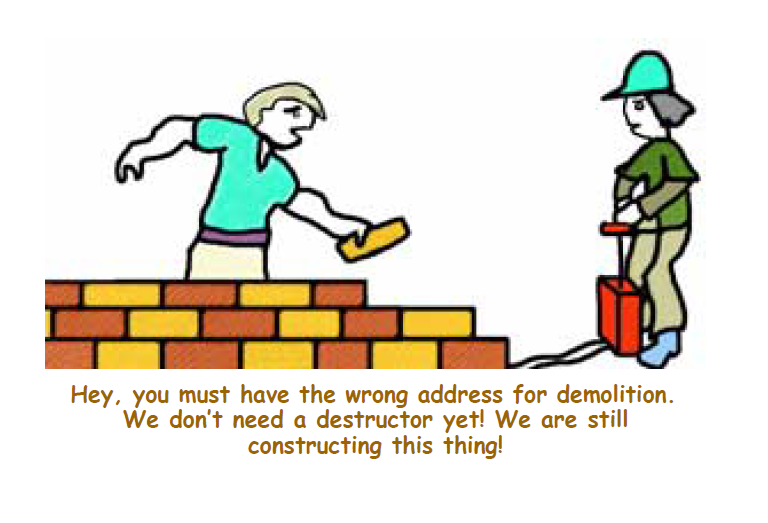 Hey, you must have the wrong address for demolition.
We don't need a destructor yet! We are still
constructing this thing!